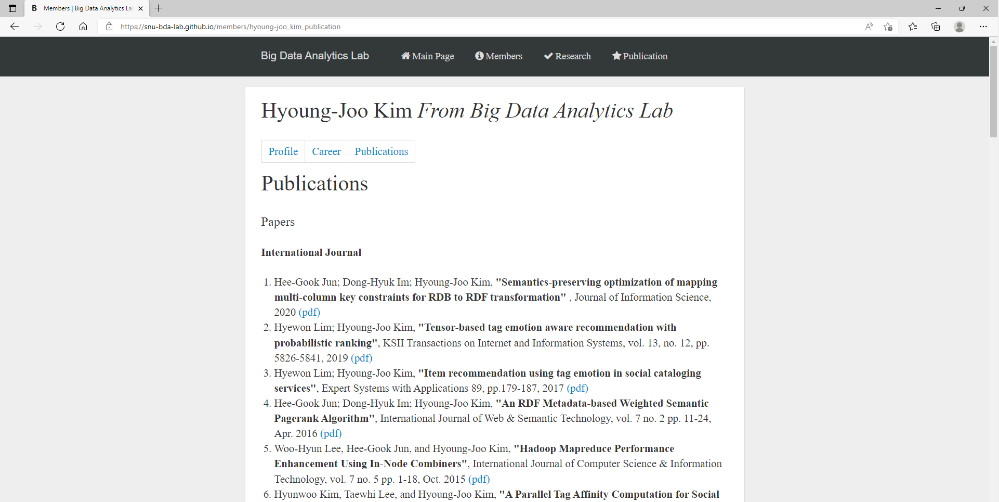 B Members | Big Data Analytics La
https://snu-bda-lab.github.io/members/hyoung-joo_kim_publication
Big Data Analytics Lab Main Page Members Research Publication
Hyoung-Joo Kim From Big Data Analytics Lab
Profile Career Publications
Publications
Papers
International Journal
1. Hee-Gook Jun; Dong-Hyuk Im; Hyoung-Joo Kim, "Semantics-preserving optimization of mapping
multi-column key constraints for RDB to RDF transformation" , Journal of Information Science,
2020 (pdf)
2. Hyewon Lim; Hyoung-Joo Kim, "Tensor-based tag emotion aware recommendation with
probabilistic ranking", KSII Transactions on Internet and Information Systems, vol. 13, no. 12, pp.
5826-5841, 2019 (pdf)
3. Hyewon Lim; Hyoung-Joo Kim, "Item recommendation using tag emotion in social cataloging
services", Expert Systems with Applications 89, pp.179-187, 2017 (pdf)
4. Hee-Gook Jun; Dong-Hyuk Im; Hyoung-Joo Kim, "An RDF Metadata-based Weighted Semantic
Pagerank Algorithm", International Journal of Web & Semantic Technology, vol. 7 no. 2 pp. 11-24,
Apr. 2016 (pdf)
5. Woo-Hyun Lee, Hee-Gook Jun, and Hyoung-Joo Kim, "Hadoop Mapreduce Performance
Enhancement Using In-Node Combiners", International Journal of Computer Science & Information
Technology, vol. 7 no. 5 pp. 1-18, Oct. 2015 (pdf)
6. Hyunwoo Kim, Taewhi Lee, and Hyoung-Joo Kim, "A Parallel Tag Affinity Computation for Social